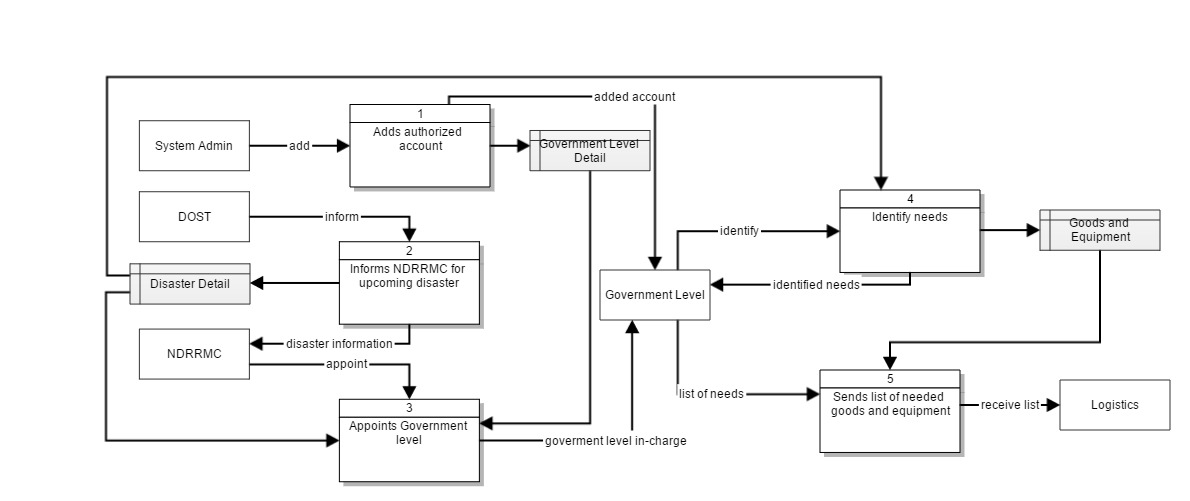 added account
1
Adds authorized
account
System Admin
add
Government Level
Detail
DOST
inform
4
Identify needs
identify
Goods and
Equipment
2
Informs NDRRMC for
upcoming disaster
Disaster Detail
identified needs
Government Level
disaster information
NDRRMC
appoint
5
Sends list of needed
goods and equipment
list of needs
receive list
Logistics
3
Appoints Government
level
goverment level in-charge